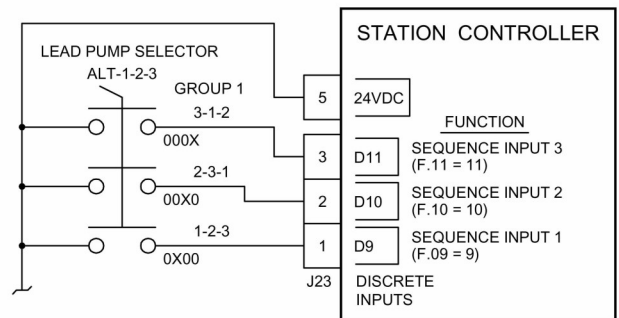 STATION CONTROLLER
LEAD PUMP SELECTOR
ALT-1-2-3
GROUP 1
3-1-2
000X
2-3-1
00X0
1-2-3
0X00
5
24VDC
FUNCTION
3
D11
SEQUENCE INPUT 3
(F.11 = 11)
2
D10
SEQUENCE INPUT 2
(F.10 = 10)
1
D9
SEQUENCE INPUT 1
(F.09 = 9)
J23
DISCRETE
INPUTS